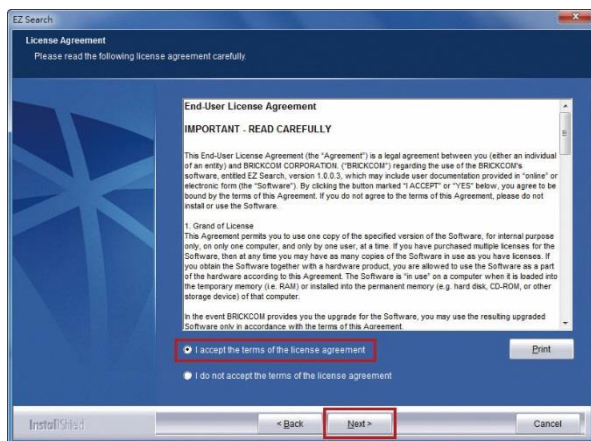 EZ Search
License Agreement
Please read the following license agreement carefully.
End-User License Agreement
IMPORTANT - READ CAREFULLY
This End-User License Agreement (the "Agreement") is a legal agreement between you (either an individual
of an entity) and BRICKCOM CORPORATION. ("BRICKCOM") regarding the use of the BRICKCOM's
software, entitled EZ Search, version 1.0.0.3, which may include user documentation provided in "online" or
electronic form (the "Software"). By clicking the button marked "I ACCEPT" or "YES" below, you agree to be
bound by the terms of this Agreement. If you do not agree to the terms of this Agreement, please do not
install or use the Software.
1. Grand of License
This Agreement permits you to use one copy of the specified version of the Software, for internal purpose
only, on only one computer, and only by one user, at a time. If you have purchased multiple licenses for the
Software, then at any time you may have as many copies of the Software in use as you have licenses. If
you obtain the Software together with a hardware product, you are allowed to use the Software as a part
of the hardware according to this Agreement. The Software is "in use" on a computer when it is loaded into
the temporary memory (i.e. RAM) or installed into the permanent memory (e.g. hard disk, CD-ROM, or other
storage device) of that computer.
In the event BRICKCOM provides you the upgrade for the Software, you may use the resulting upgraded
Software only in accordance with the terms of this Agreement.
I accept the terms of the license agreement
Print
I do not accept the terms of the license agreement
InstallShield
< Back
Next >
Cancel